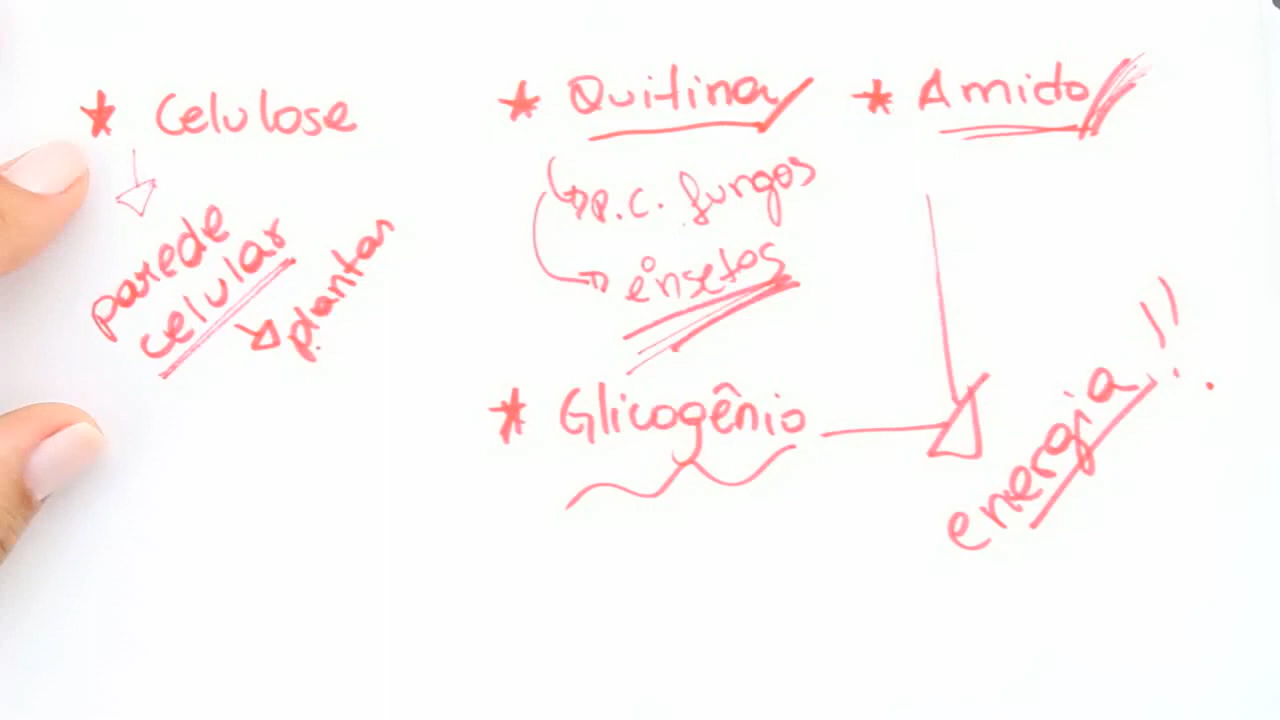 ★ Celulose
parede
celular
plantas
★ Quitina
P.C. fungos
insetos
★ Amido
★ Glicogênio
energia!!